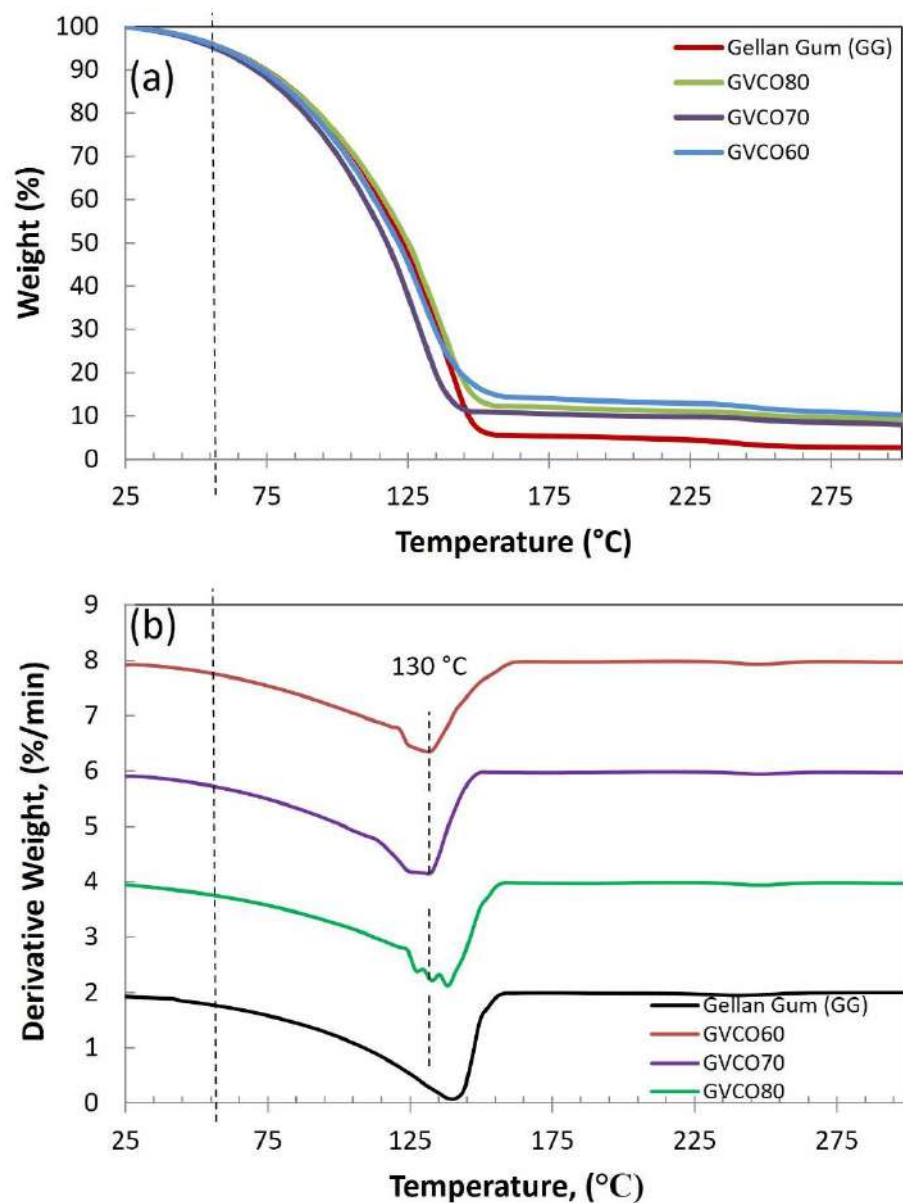 100
90
80
70
60
50
40
30
20
10
0
Weight (%)
(a)
Gellan Gum (GG)
GVCO80
GVCO70
GVCO60
25 75 125 175 225 275
Temperature (°C)
9
8
7
6
5
4
3
2
1
0
Derivative Weight, (%/min)
(b)
130 °C
Gellan Gum (GG)
GVCO60
GVCO70
GVCO80
25 75 125 175 225 275
Temperature, (°C)